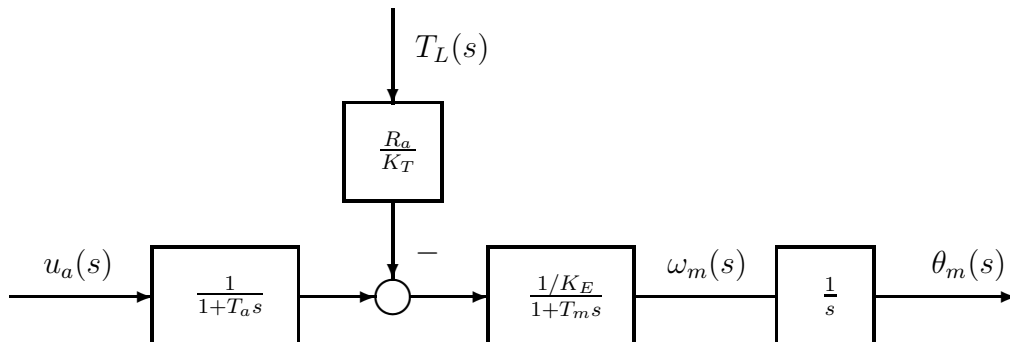 T_L(s)
R_a/K_T
−
u_a(s)
1/(1+T_a s)
(1/K_E)/(1+T_m s)
ω_m(s)
1/s
θ_m(s)